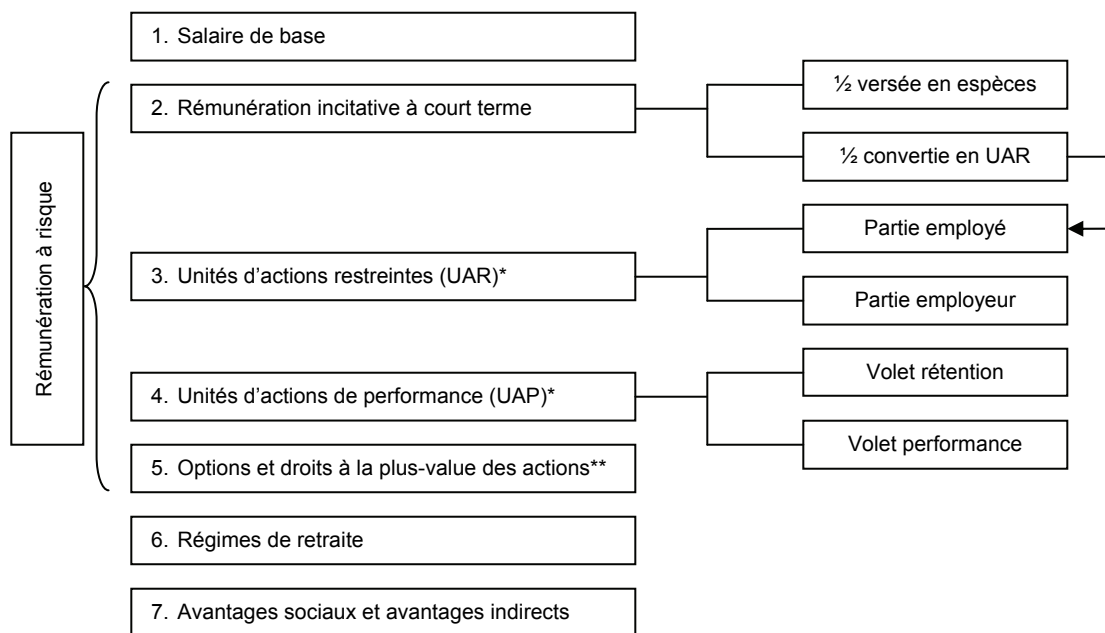 1. Salaire de base
Rémunération à risque
2. Rémunération incitative à court terme
½ versée en espèces
½ convertie en UAR
3. Unités d’actions restreintes (UAR)*
Partie employé
Partie employeur
4. Unités d’actions de performance (UAP)*
Volet rétention
Volet performance
5. Options et droits à la plus-value des actions**
6. Régimes de retraite
7. Avantages sociaux et avantages indirects